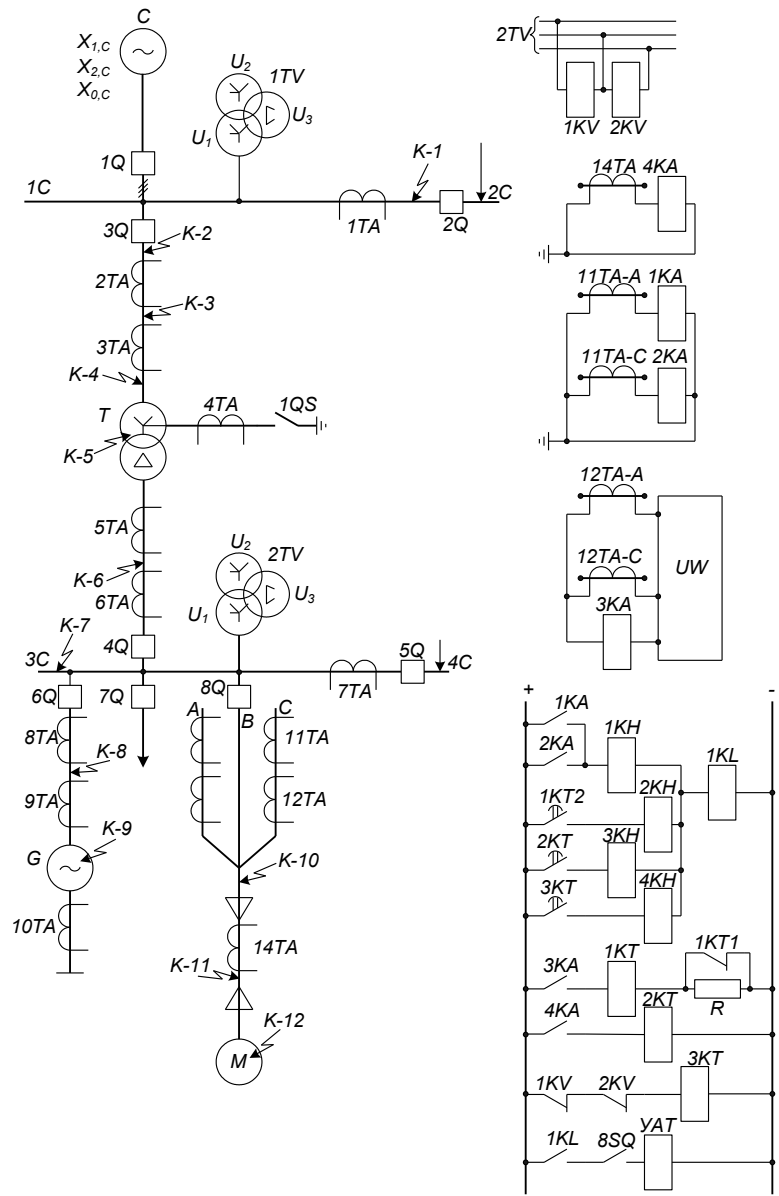 C
X1,C
X2,C
X0,C
U2
1TV
U3
U1
1Q
K-1
1C
2C
1TA
2Q
3Q
K-2
2TA
K-3
3TA
K-4
T
4TA
1QS
K-5
5TA
K-6
6TA
U2
2TV
U3
U1
K-7
4Q
3C
5Q
4C
7TA
6Q
7Q
8Q
A
B
C
8TA
11TA
K-8
9TA
12TA
K-9
G
K-10
10TA
14TA
K-11
K-12
M
2TV
1KV
2KV
14TA
4KA
11TA-A
1KA
11TA-C
2KA
12TA-A
12TA-C
UW
3KA
+
-
1KA
1KH
2KA
1KL
2KH
1KT2
3KH
2KT
4KH
3KT
1KT1
3KA
1KT
R
4KA
2KT
3KT
1KV
2KV
1KL
8SQ
УАТ